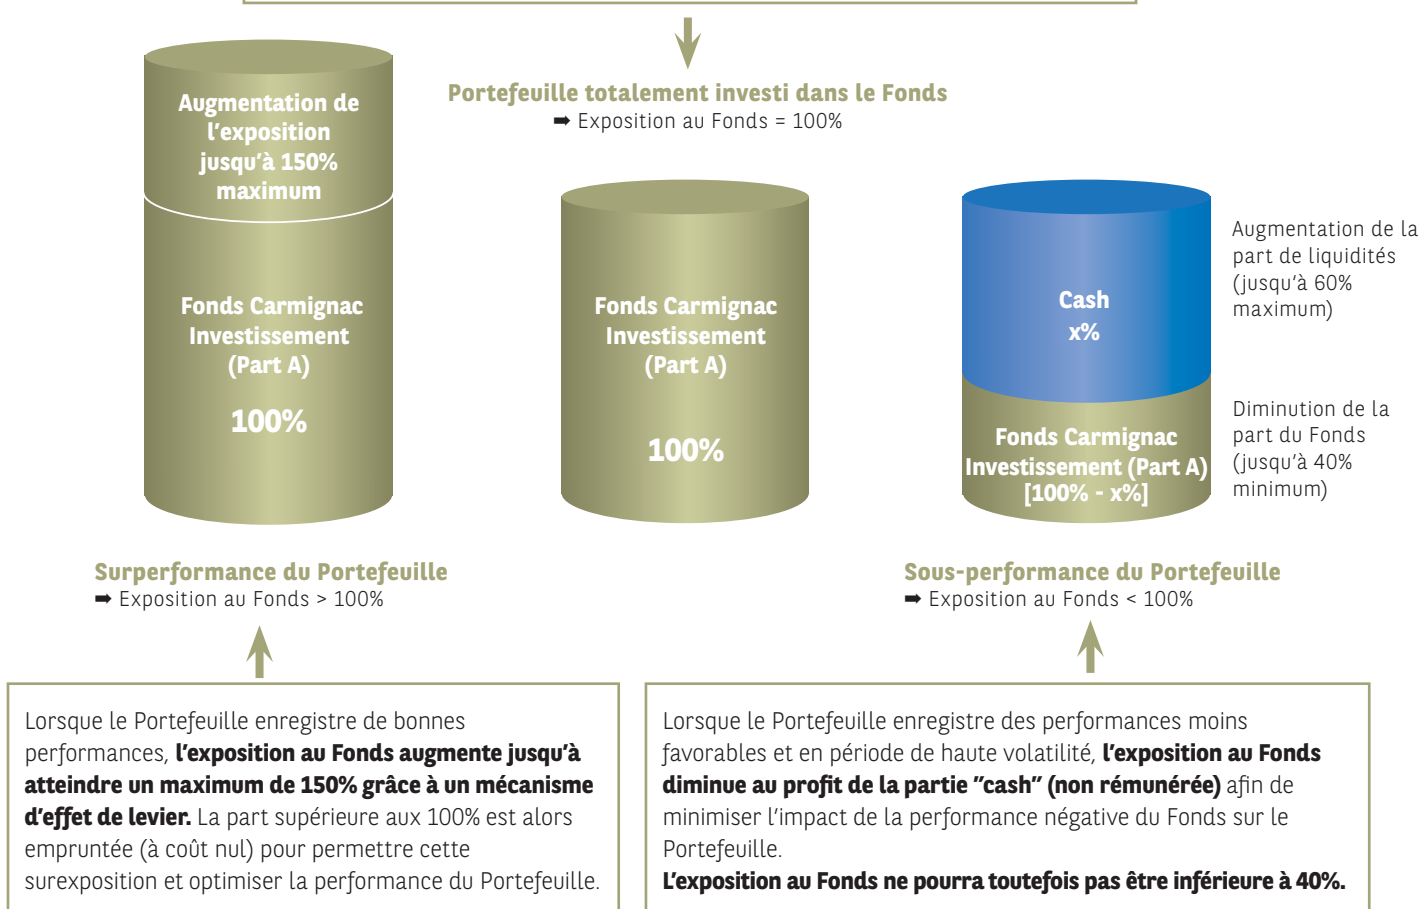 Portefeuille totalement investi dans le Fonds
➡ Exposition au Fonds = 100%
Augmentation de
l'exposition
jusqu'à 150%
maximum
Fonds Carmignac
Investissement
(Part A)
100%
Fonds Carmignac
Investissement
(Part A)
100%
Cash
x%
Fonds Carmignac
Investissement (Part A)
[100% - x%]
Augmentation de la
part de liquidités
(jusqu'à 60%
maximum)
Diminution de la
part du Fonds
(jusqu'à 40%
minimum)
Surperformance du Portefeuille
➡ Exposition au Fonds > 100%
Sous-performance du Portefeuille
➡ Exposition au Fonds < 100%
Lorsque le Portefeuille enregistre de bonnes
performances, l'exposition au Fonds augmente jusqu'à
atteindre un maximum de 150% grâce à un mécanisme
d'effet de levier. La part supérieure aux 100% est alors
empruntée (à coût nul) pour permettre cette
surexposition et optimiser la performance du Portefeuille.
Lorsque le Portefeuille enregistre des performances moins
favorables et en période de haute volatilité, l'exposition au Fonds
diminue au profit de la partie "cash" (non rémunérée) afin de
minimiser l'impact de la performance négative du Fonds sur le
Portefeuille.
L'exposition au Fonds ne pourra toutefois pas être inférieure à 40%.